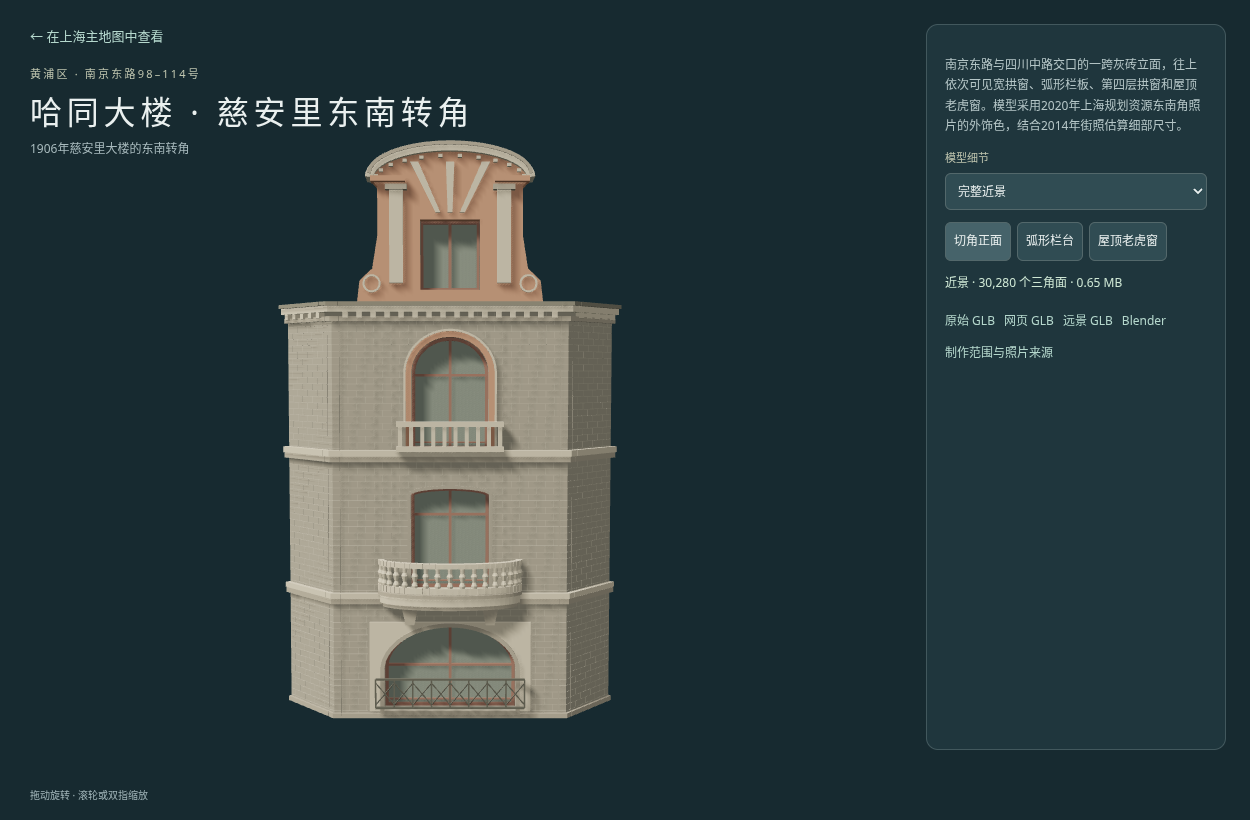 ← 在上海主地图中查看
黄浦区 · 南京东路98–114号
哈同大楼 · 慈安里东南转角
1906年慈安里大楼的东南转角
南京东路与四川中路交口的一跨灰砖立面，往上
依次可见宽拱窗、弧形栏板、第四层拱窗和屋顶
老虎窗。模型采用2020年上海规划资源东南角照
片的外饰色，结合2014年街照估算细部尺寸。
模型细节
完整近景
切角正面 弧形栏台 屋顶老虎窗
近景 · 30,280 个三角面 · 0.65 MB
原始 GLB 网页 GLB 远景 GLB Blender
制作范围与照片来源
拖动旋转 · 滚轮或双指缩放